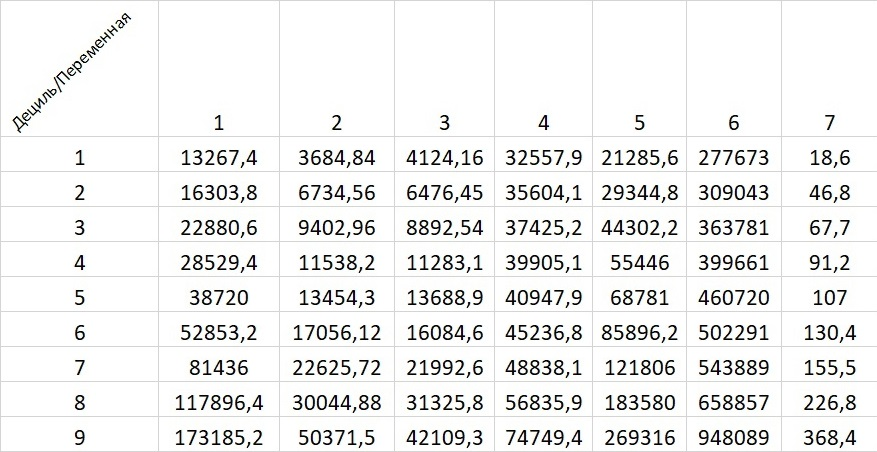 Дециль/Переменная
1 2 3 4 5 6 7
1 13267,4 3684,84 4124,16 32557,9 21285,6 277673 18,6
2 16303,8 6734,56 6476,45 35604,1 29344,8 309043 46,8
3 22880,6 9402,96 8892,54 37425,2 44302,2 363781 67,7
4 28529,4 11538,2 11283,1 39905,1 55446 399661 91,2
5 38720 13454,3 13688,9 40947,9 68781 460720 107
6 52853,2 17056,12 16084,6 45236,8 85896,2 502291 130,4
7 81436 22625,72 21992,6 48838,1 121806 543889 155,5
8 117896,4 30044,88 31325,8 56835,9 183580 658857 226,8
9 173185,2 50371,5 42109,3 74749,4 269316 948089 368,4